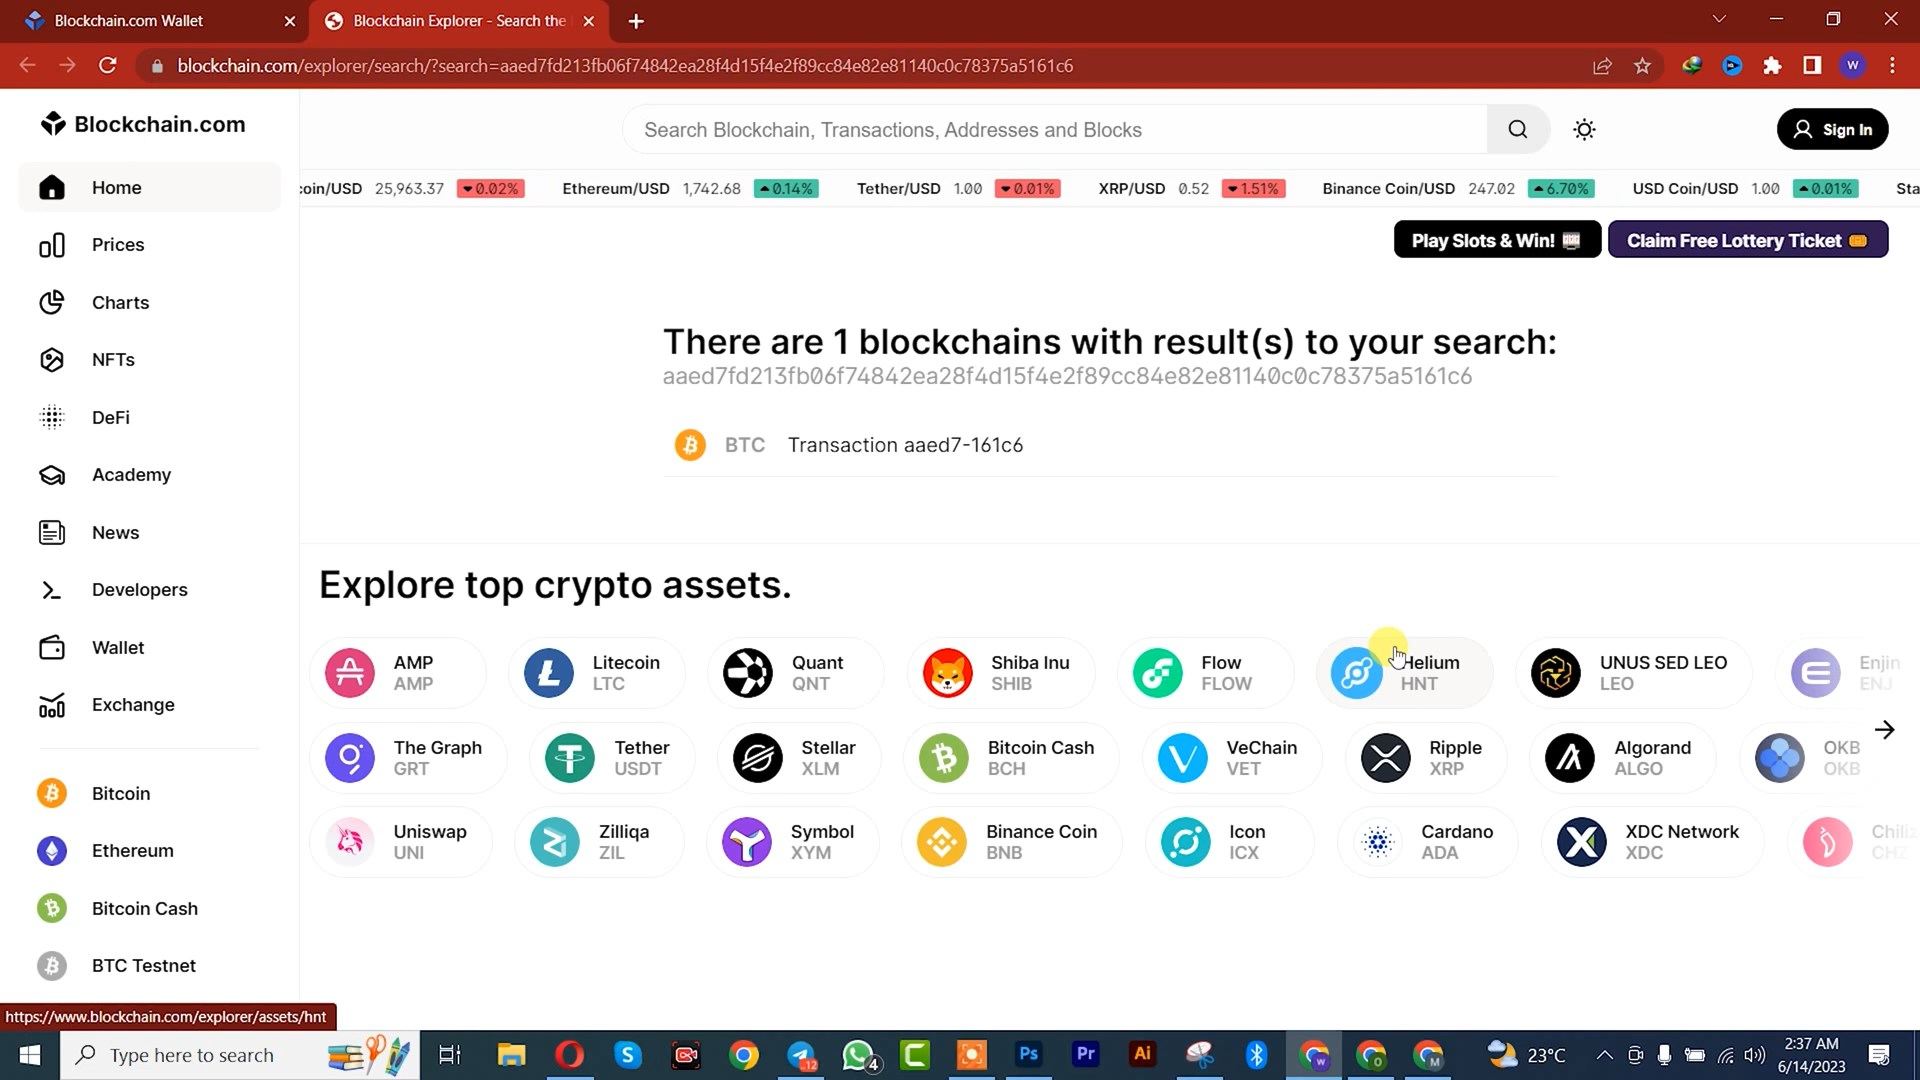 Blockchain.com Wallet
Blockchain Explorer - Search the
blockchain.com/explorer/search/?search=aaed7fd213fb06f74842ea28f4d15f4e2f89cc84e82e81140c0c78375a5161c6
W
Blockchain.com
Search Blockchain, Transactions, Addresses and Blocks
Sign In
coin/USD 25,963.37 0.02% Ethereum/USD 1,742.68 0.14% Tether/USD 1.00 0.01% XRP/USD 0.52 1.51% Binance Coin/USD 247.02 6.70% USD Coin/USD 1.00 0.01% Sta
Home
Prices
Charts
NFTs
DeFi
Academy
News
Developers
Wallet
Exchange
Bitcoin
Ethereum
Bitcoin Cash
BTC Testnet
Play Slots & Win!
Claim Free Lottery Ticket
There are 1 blockchains with result(s) to your search:
aaed7fd213fb06f74842ea28f4d15f4e2f89cc84e82e81140c0c78375a5161c6
BTC Transaction aaed7-161c6
Explore top crypto assets.
AMP
AMP
Litecoin
LTC
Quant
QNT
Shiba Inu
SHIB
Flow
FLOW
Helium
HNT
UNUS SED LEO
LEO
Enjin
ENJ
The Graph
GRT
Tether
USDT
Stellar
XLM
Bitcoin Cash
BCH
VeChain
VET
Ripple
XRP
Algorand
ALGO
OKB
OKB
Uniswap
UNI
Zilliqa
ZIL
Symbol
XYM
Binance Coin
BNB
Icon
ICX
Cardano
ADA
XDC Network
XDC
Chiliz
CHZ
https://www.blockchain.com/explorer/assets/hnt
Type here to search
12
4
Ps
Pr
Ai
W
O
M
23°C
2:37 AM
6/14/2023